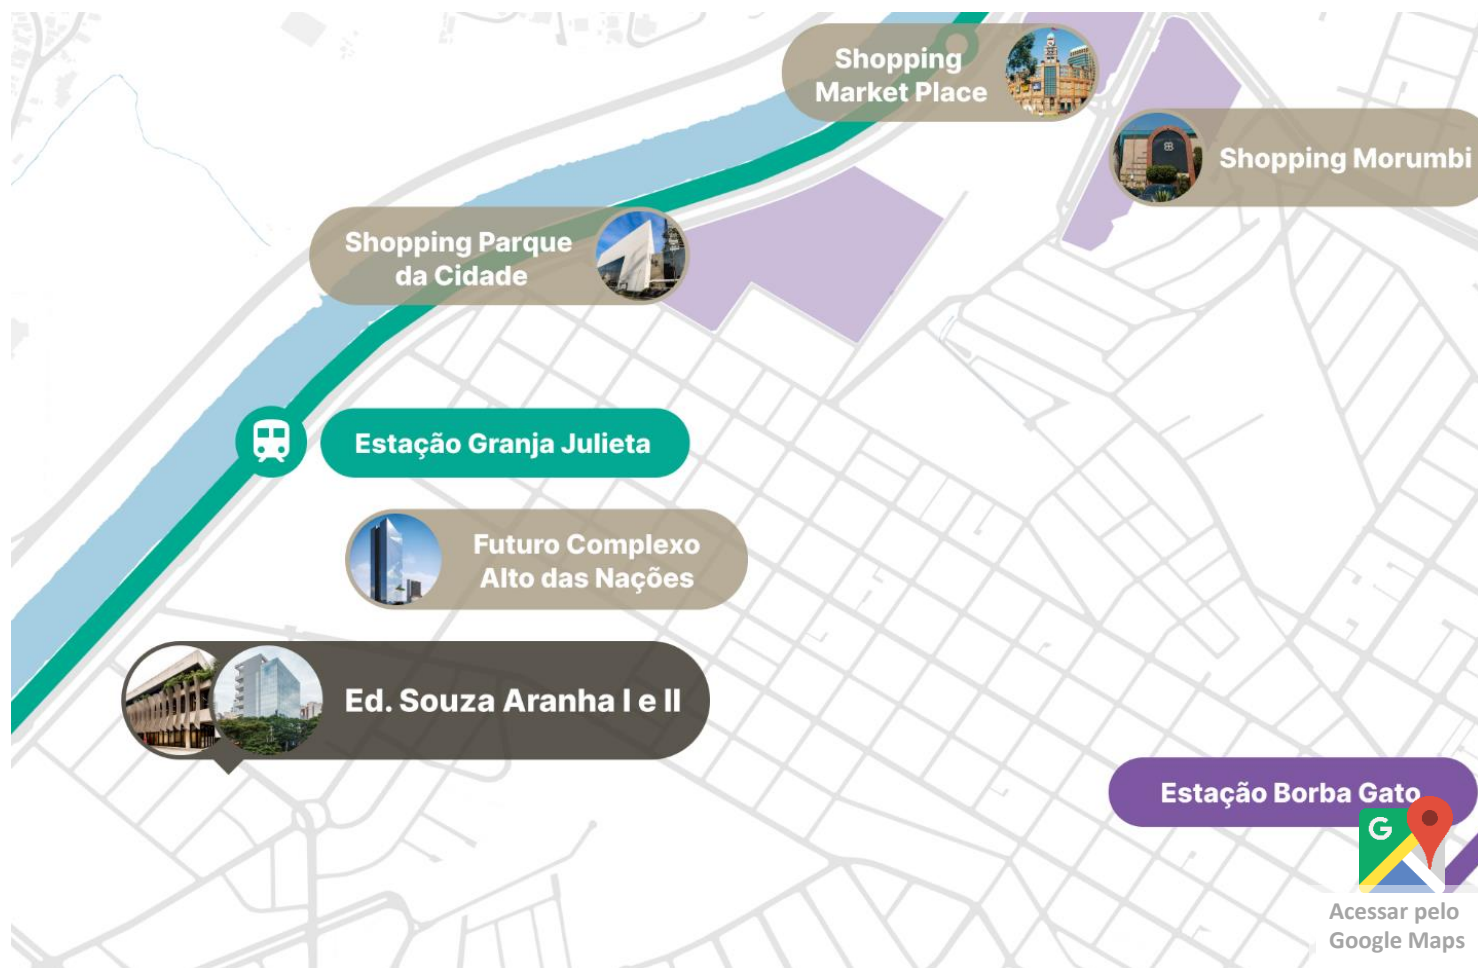 Shopping
Market Place
Shopping Morumbi
Shopping Parque
da Cidade
Estação Granja Julieta
Futuro Complexo
Alto das Nações
Ed. Souza Aranha I e II
Estação Borba Gato
G
Acessar pelo
Google Maps